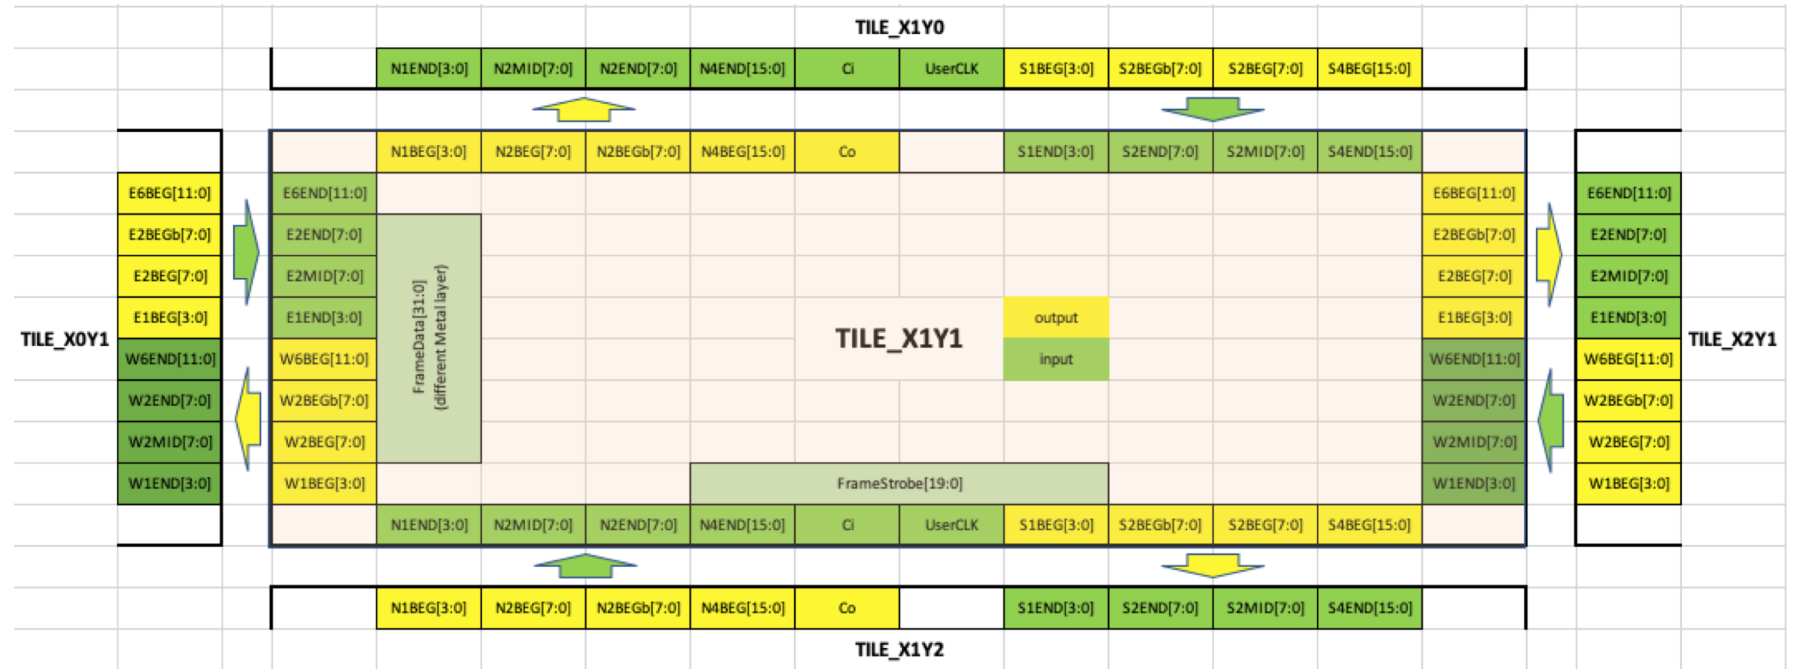 TILE_X1Y0
N1END[3:0] N2MID[7:0] N2END[7:0] N4END[15:0] Ci UserCLK S1BEG[3:0] S2BEGb[7:0] S2BEG[7:0] S4BEG[15:0]
N1BEG[3:0] N2BEG[7:0] N2BEGb[7:0] N4BEG[15:0] Co S1END[3:0] S2END[7:0] S2MID[7:0] S4END[15:0]
E6BEG[11:0] E6END[11:0] E6BEG[11:0] E6END[11:0]
E2BEGb[7:0] E2END[7:0] E2BEGb[7:0] E2END[7:0]
E2BEG[7:0] E2MID[7:0] E2BEG[7:0] E2MID[7:0]
E1BEG[3:0] E1END[3:0] output E1BEG[3:0] E1END[3:0]
TILE_X0Y1 TILE_X1Y1 TILE_X2Y1
FrameData[31:0]
(different Metal layer)
W6END[11:0] W6BEG[11:0] input W6END[11:0] W6BEG[11:0]
W2END[7:0] W2BEGb[7:0] W2END[7:0] W2BEGb[7:0]
W2MID[7:0] W2BEG[7:0] W2MID[7:0] W2BEG[7:0]
W1END[3:0] W1BEG[3:0] FrameStrobe[19:0] W1END[3:0] W1BEG[3:0]
N1END[3:0] N2MID[7:0] N2END[7:0] N4END[15:0] Ci UserCLK S1BEG[3:0] S2BEGb[7:0] S2BEG[7:0] S4BEG[15:0]
N1BEG[3:0] N2BEG[7:0] N2BEGb[7:0] N4BEG[15:0] Co S1END[3:0] S2END[7:0] S2MID[7:0] S4END[15:0]
TILE_X1Y2